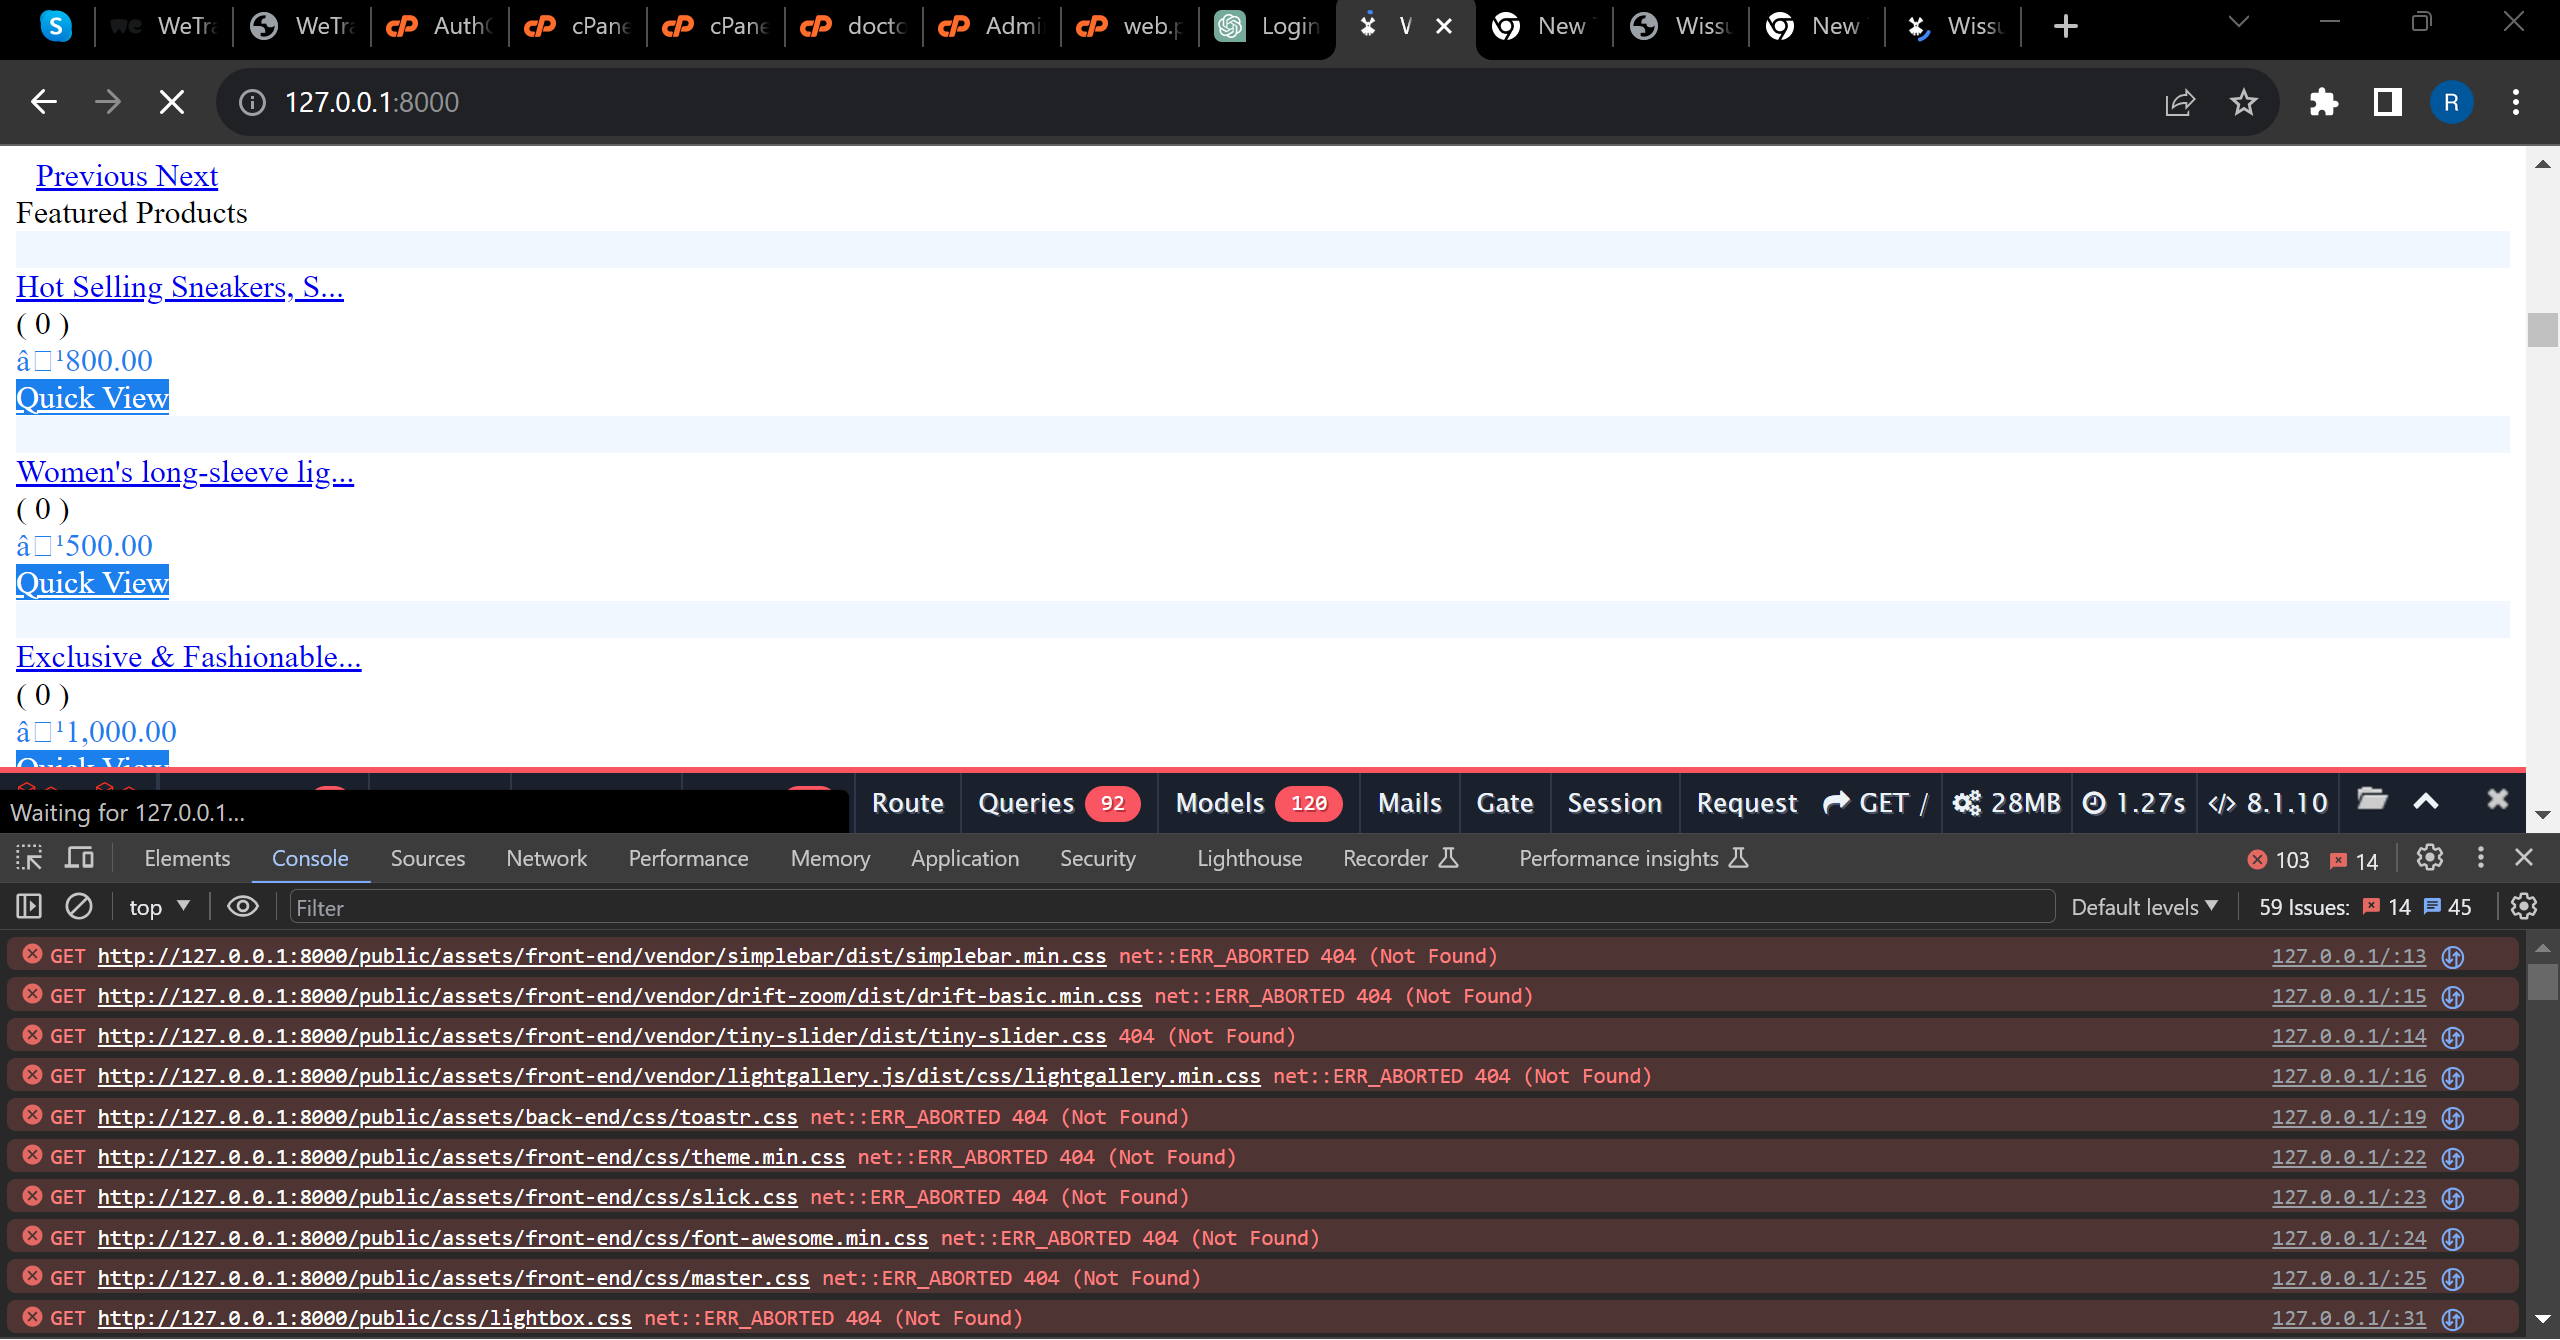 WeTra WeTra Auth cPane cPane docto Admi web.p Login W New Wissu New Wissu
127.0.0.1:8000
R
Previous Next
Featured Products
Hot Selling Sneakers, S...
( 0 )
â□¹800.00
Quick View
Women's long-sleeve lig...
( 0 )
â□¹500.00
Quick View
Exclusive & Fashionable...
( 0 )
â□¹1,000.00
Quick View
Waiting for 127.0.0.1...
Route Queries 92 Models 120 Mails Gate Session Request GET / 28MB 1.27s 8.1.10
Elements Console Sources Network Performance Memory Application Security Lighthouse Recorder Performance insights 103 14
top Filter Default levels 59 Issues: 14 45
GET http://127.0.0.1:8000/public/assets/front-end/vendor/simplebar/dist/simplebar.min.css net::ERR_ABORTED 404 (Not Found) 127.0.0.1/:13
GET http://127.0.0.1:8000/public/assets/front-end/vendor/drift-zoom/dist/drift-basic.min.css net::ERR_ABORTED 404 (Not Found) 127.0.0.1/:15
GET http://127.0.0.1:8000/public/assets/front-end/vendor/tiny-slider/dist/tiny-slider.css 404 (Not Found) 127.0.0.1/:14
GET http://127.0.0.1:8000/public/assets/front-end/vendor/lightgallery.js/dist/css/lightgallery.min.css net::ERR_ABORTED 404 (Not Found) 127.0.0.1/:16
GET http://127.0.0.1:8000/public/assets/back-end/css/toastr.css net::ERR_ABORTED 404 (Not Found) 127.0.0.1/:19
GET http://127.0.0.1:8000/public/assets/front-end/css/theme.min.css net::ERR_ABORTED 404 (Not Found) 127.0.0.1/:22
GET http://127.0.0.1:8000/public/assets/front-end/css/slick.css net::ERR_ABORTED 404 (Not Found) 127.0.0.1/:23
GET http://127.0.0.1:8000/public/assets/front-end/css/font-awesome.min.css net::ERR_ABORTED 404 (Not Found) 127.0.0.1/:24
GET http://127.0.0.1:8000/public/assets/front-end/css/master.css net::ERR_ABORTED 404 (Not Found) 127.0.0.1/:25
GET http://127.0.0.1:8000/public/css/lightbox.css net::ERR_ABORTED 404 (Not Found) 127.0.0.1/:31